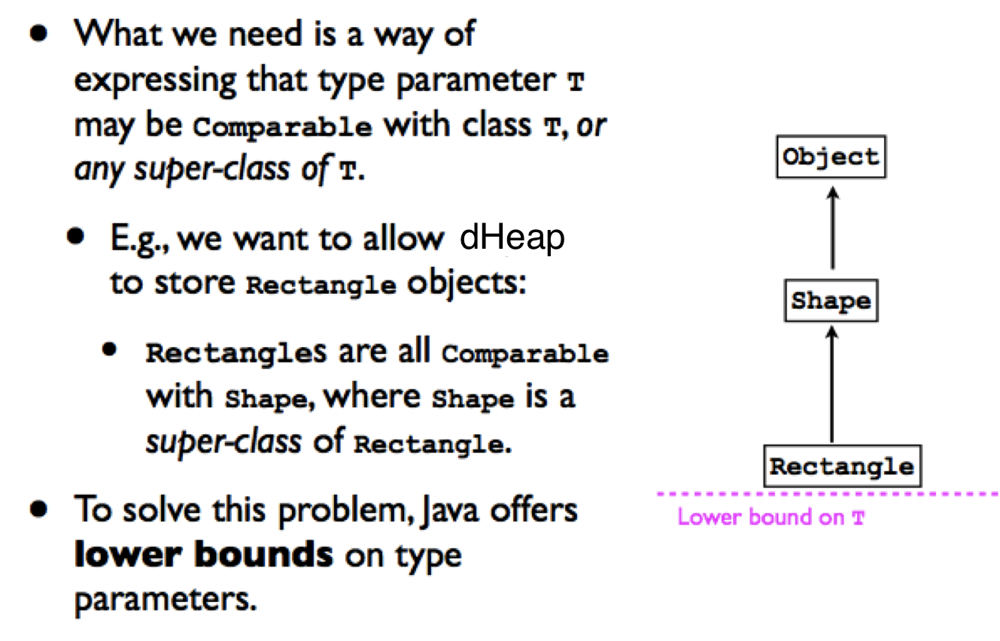 • What we need is a way of
expressing that type parameter T
may be Comparable with class T, or
any super-class of T.
• E.g., we want to allow dHeap
to store Rectangle objects:
• Rectangles are all Comparable
with Shape, where Shape is a
super-class of Rectangle.
• To solve this problem, Java offers
lower bounds on type
parameters.
Object
Shape
Rectangle
Lower bound on T